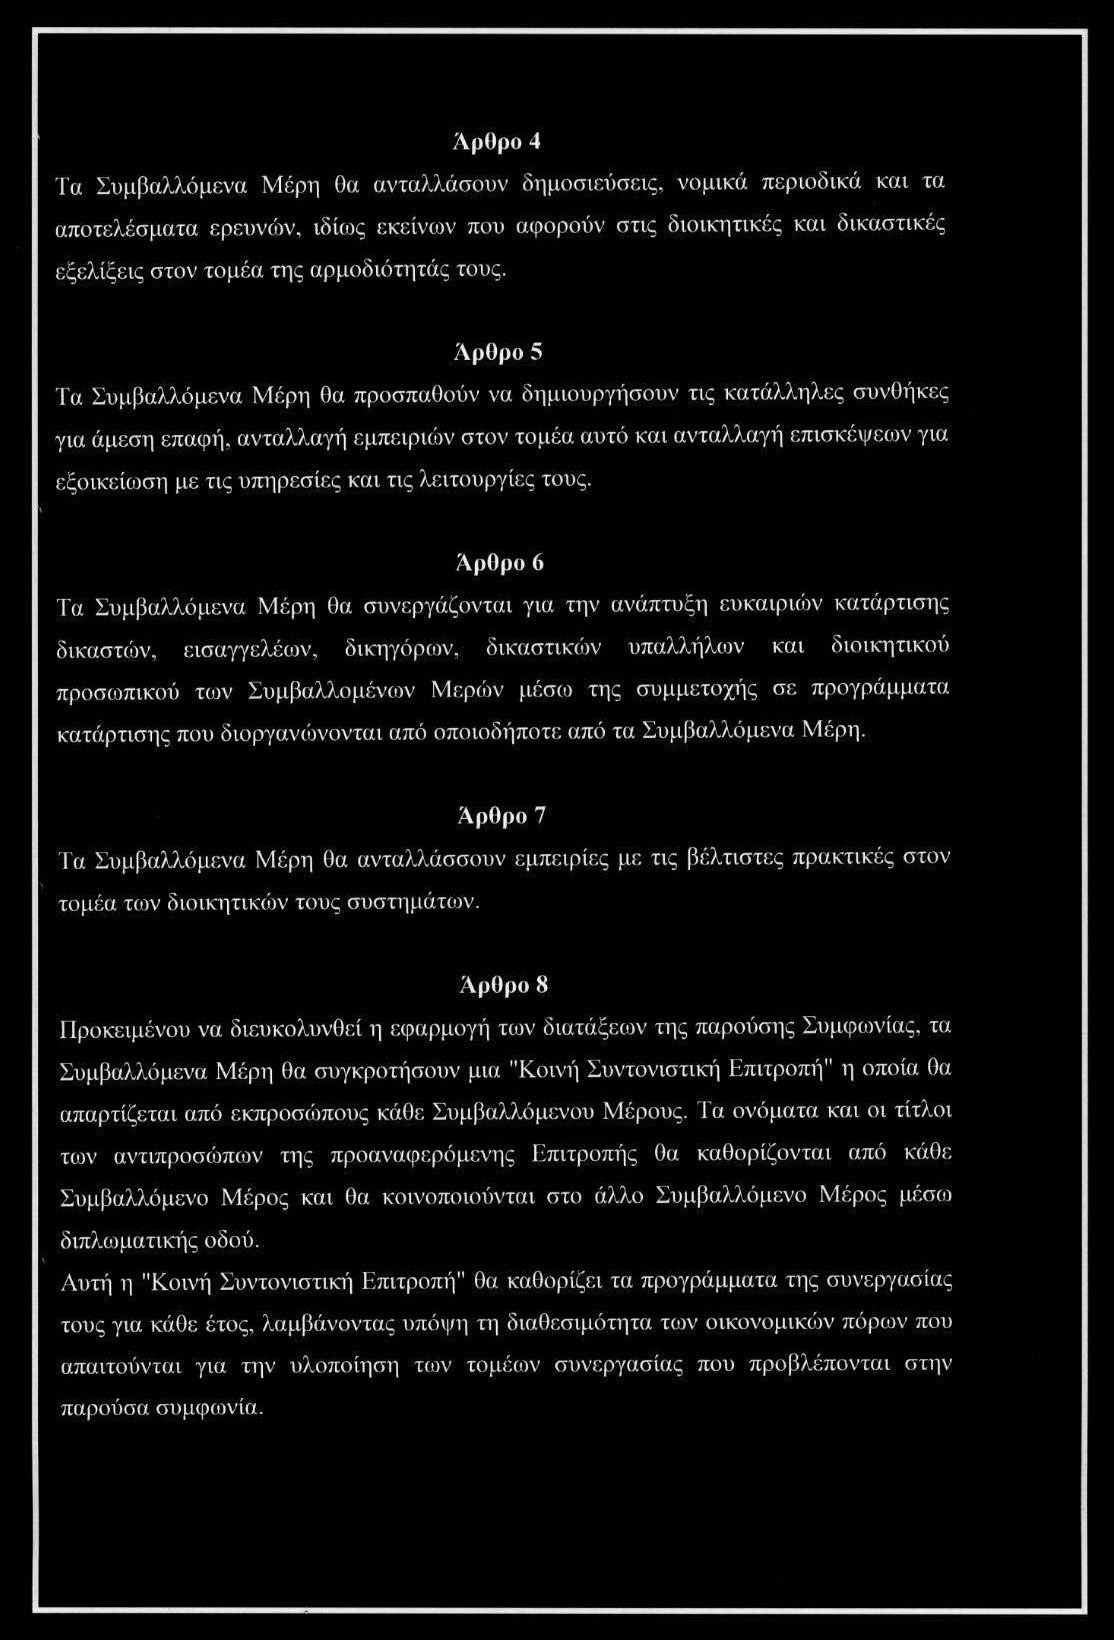 Άρθρο 4
Τα Συμβαλλόμενα Μέρη θα ανταλλάσουν δημοσιεύσεις, νομικά περιοδικά και τα
αποτελέσματα ερευνών, ιδίως εκείνων που αφορούν στις διοικητικές και δικαστικές
εξελίξεις στον τομέα της αρμοδιότητάς τους.
Άρθρο 5
Τα Συμβαλλόμενα Μέρη θα προσπαθούν να δημιουργήσουν τις κατάλληλες συνθήκες
για άμεση επαφή, ανταλλαγή εμπειριών στον τομέα αυτό και ανταλλαγή επισκέψεων για
εξοικείωση με τις υπηρεσίες και τις λειτουργίες τους.
Άρθρο 6
Τα Συμβαλλόμενα Μέρη θα συνεργάζονται για την ανάπτυξη ευκαιριών κατάρτισης
δικαστών, εισαγγελέων, δικηγόρων, δικαστικών υπαλλήλων και διοικητικού
προσωπικού των Συμβαλλομένων Μερών μέσω της συμμετοχής σε προγράμματα
κατάρτισης που διοργανώνονται από οποιοδήποτε από τα Συμβαλλόμενα Μέρη.
Άρθρο 7
Τα Συμβαλλόμενα Μέρη θα ανταλλάσσουν εμπειρίες με τις βέλτιστες πρακτικές στον
τομέα των διοικητικών τους συστημάτων.
Άρθρο 8
Προκειμένου να διευκολυνθεί η εφαρμογή των διατάξεων της παρούσης Συμφωνίας, τα
Συμβαλλόμενα Μέρη θα συγκροτήσουν μια "Κοινή Συντονιστική Επιτροπή" η οποία θα
απαρτίζεται από εκπροσώπους κάθε Συμβαλλόμενου Μέρους. Τα ονόματα και οι τίτλοι
των αντιπροσώπων της προαναφερόμενης Επιτροπής θα καθορίζονται από κάθε
Συμβαλλόμενο Μέρος και θα κοινοποιούνται στο άλλο Συμβαλλόμενο Μέρος μέσω
διπλωματικής οδού.
Αυτή η "Κοινή Συντονιστική Επιτροπή" θα καθορίζει τα προγράμματα της συνεργασίας
τους για κάθε έτος, λαμβάνοντας υπόψη τη διαθεσιμότητα των οικονομικών πόρων που
απαιτούνται για την υλοποίηση των τομέων συνεργασίας που προβλέπονται στην
παρούσα συμφωνία.